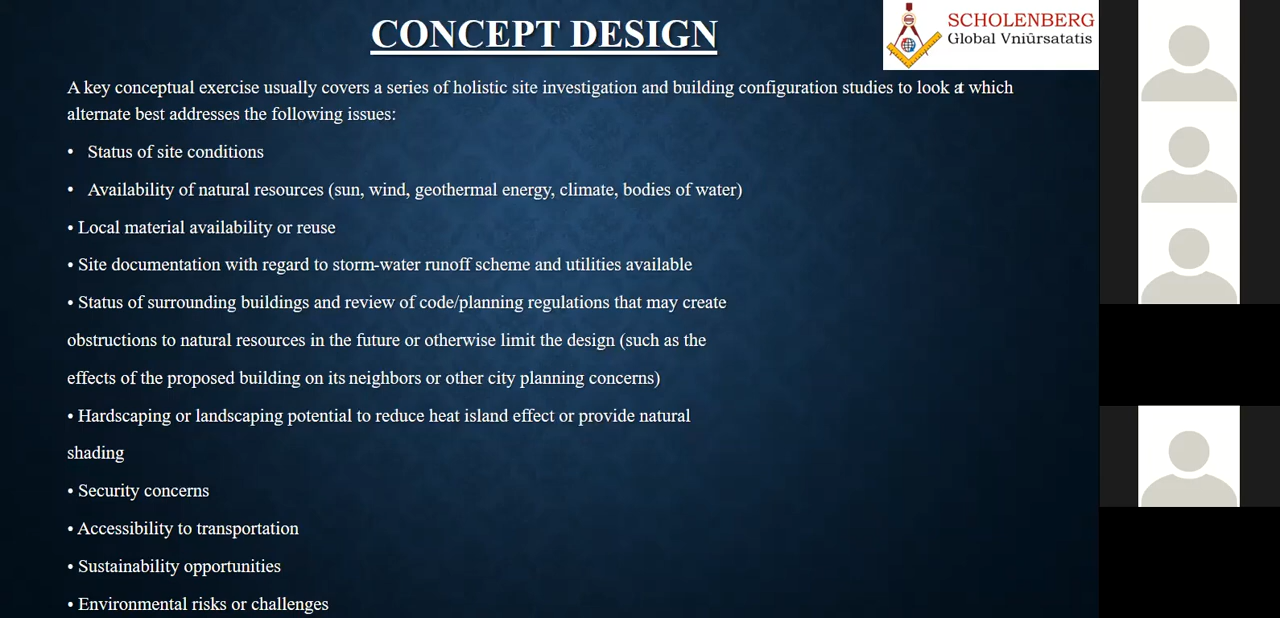 CONCEPT DESIGN
SCHOLENBERG
Global Vniûrsatatis
A key conceptual exercise usually covers a series of holistic site investigation and building configuration studies to look at which
alternate best addresses the following issues:
• Status of site conditions
• Availability of natural resources (sun, wind, geothermal energy, climate, bodies of water)
• Local material availability or reuse
• Site documentation with regard to storm-water runoff scheme and utilities available
• Status of surrounding buildings and review of code/planning regulations that may create
obstructions to natural resources in the future or otherwise limit the design (such as the
effects of the proposed building on its neighbors or other city planning concerns)
• Hardscaping or landscaping potential to reduce heat island effect or provide natural
shading
• Security concerns
• Accessibility to transportation
• Sustainability opportunities
• Environmental risks or challenges